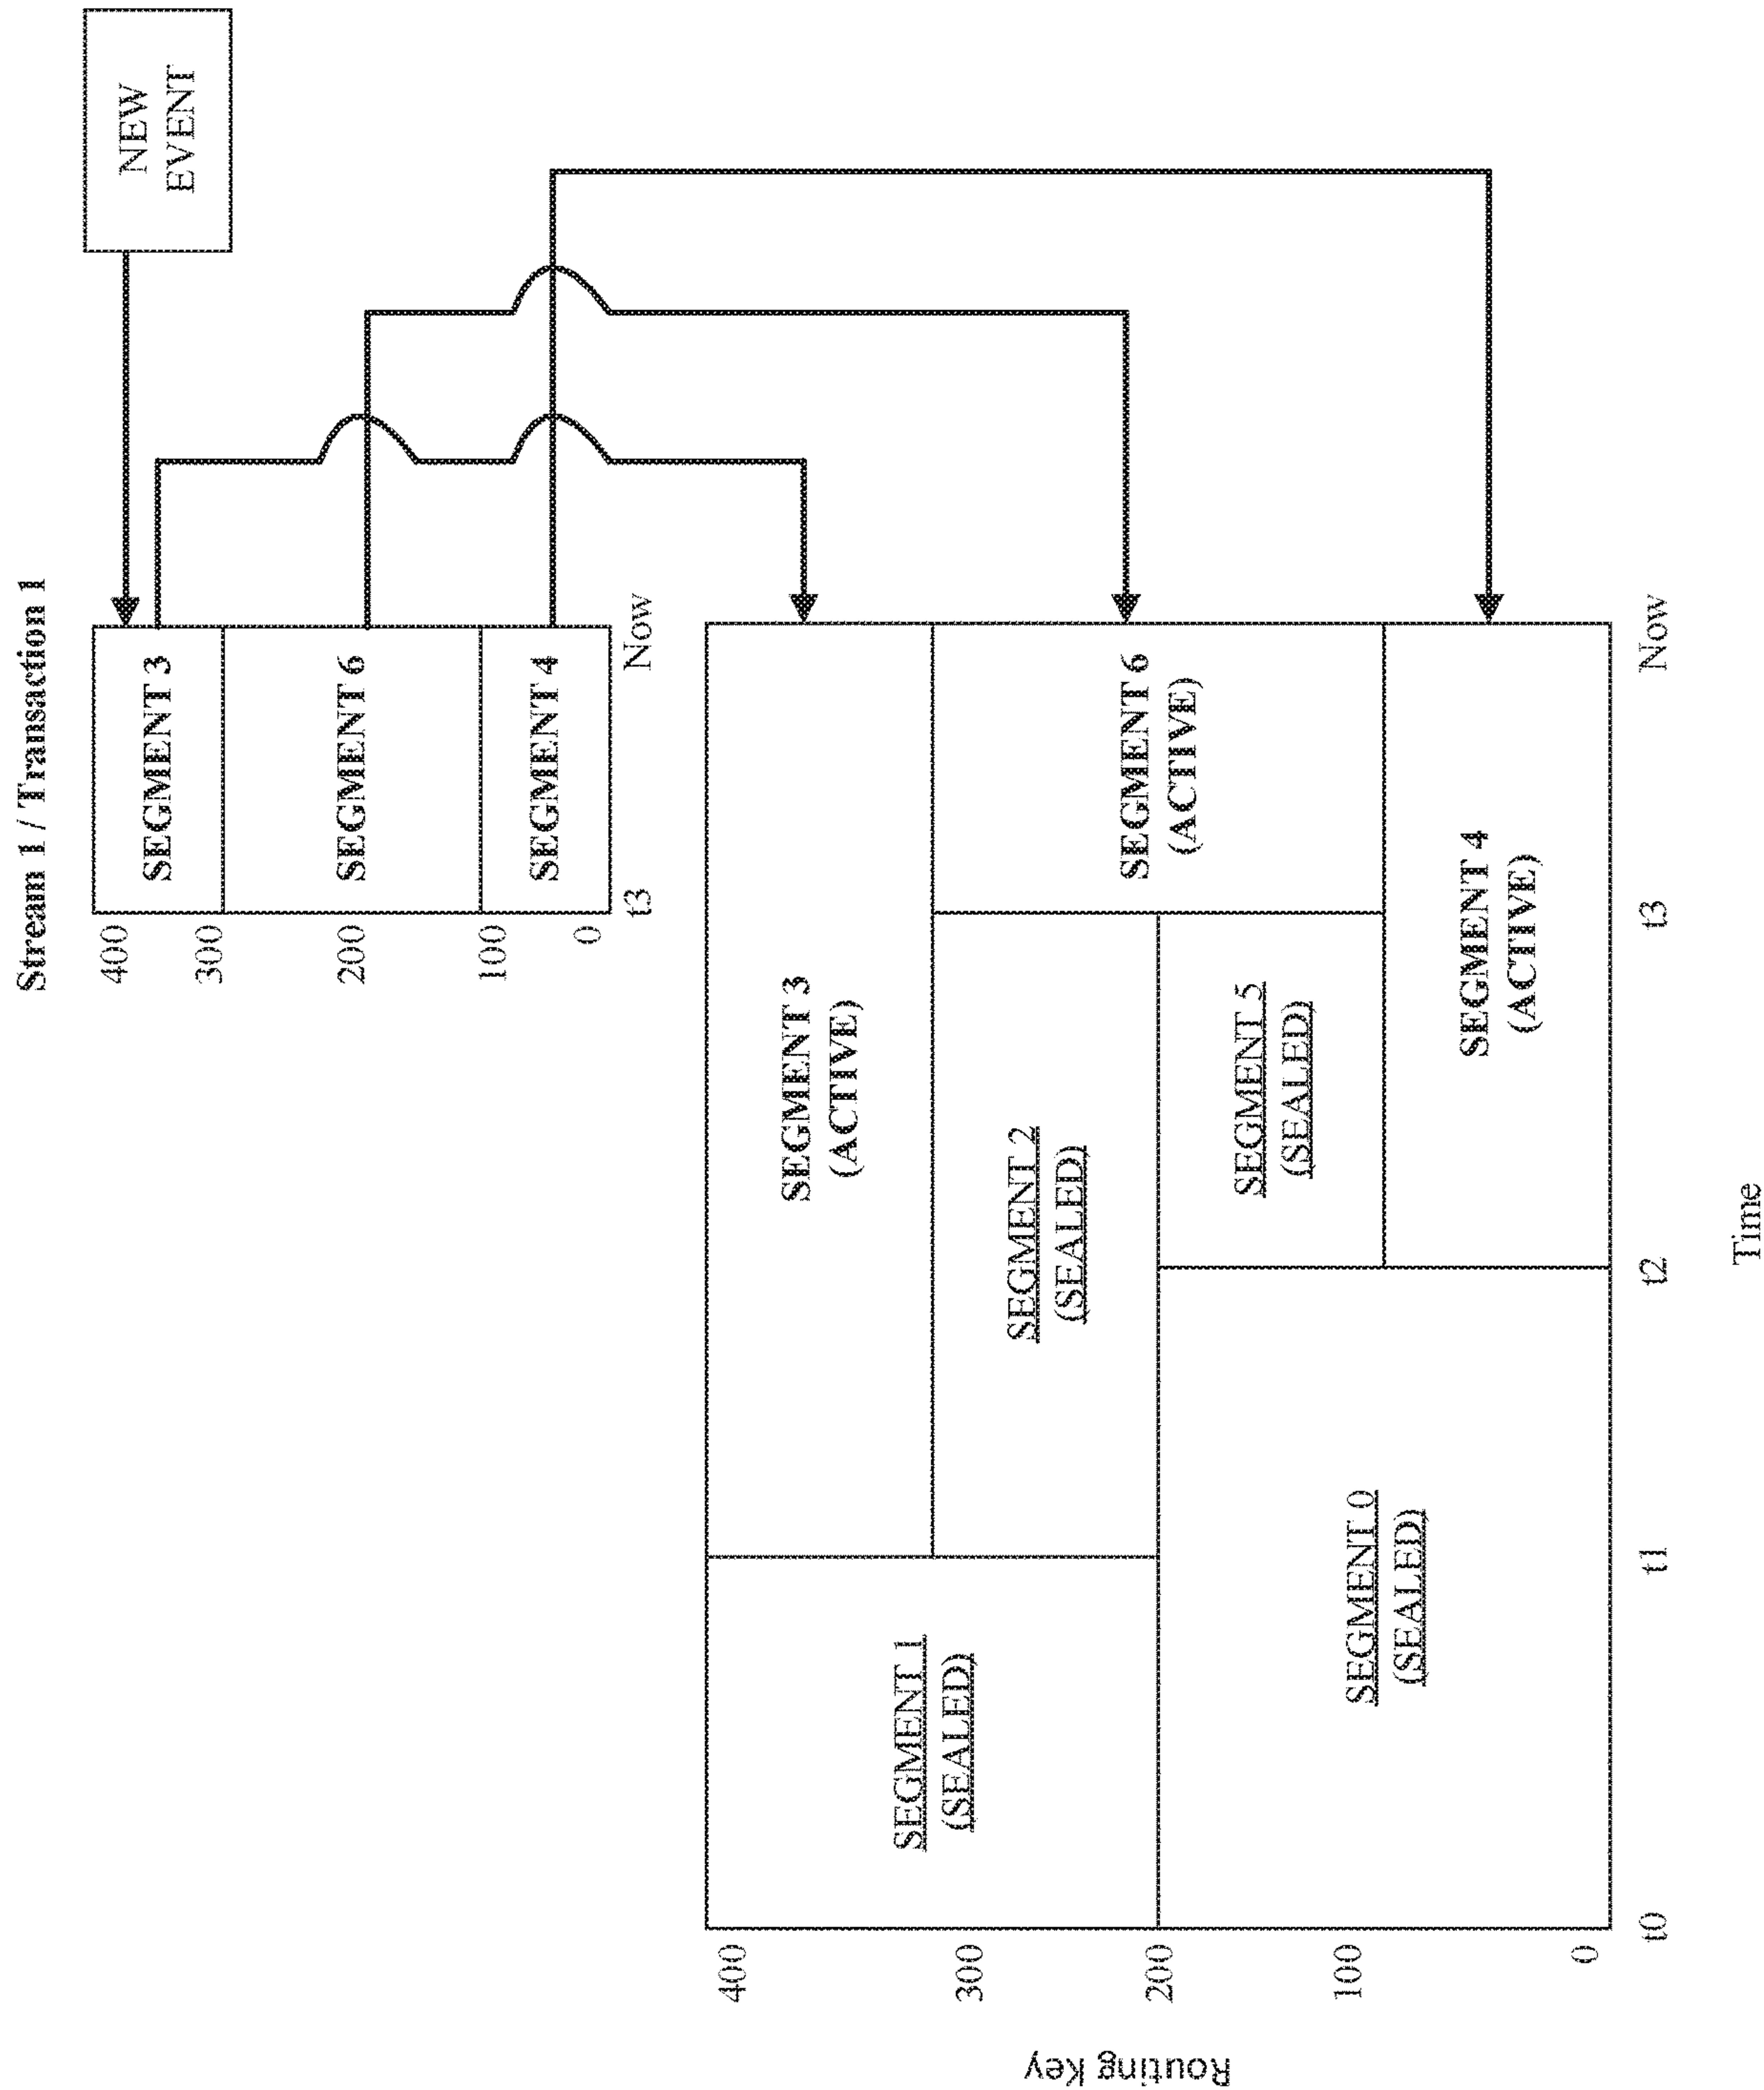 Stream 1 / Transaction 1
NEW
EVENT
400
300
200
100
0
SEGMENT 3
SEGMENT 6
SEGMENT 4
t3
Now
Routing Key
400
300
200
100
0
SEGMENT 1
(SEALED)
SEGMENT 0
(SEALED)
SEGMENT 3
(ACTIVE)
SEGMENT 2
(SEALED)
SEGMENT 5
(SEALED)
SEGMENT 6
(ACTIVE)
SEGMENT 4
(ACTIVE)
t0
t1
t2
t3
Now
Time